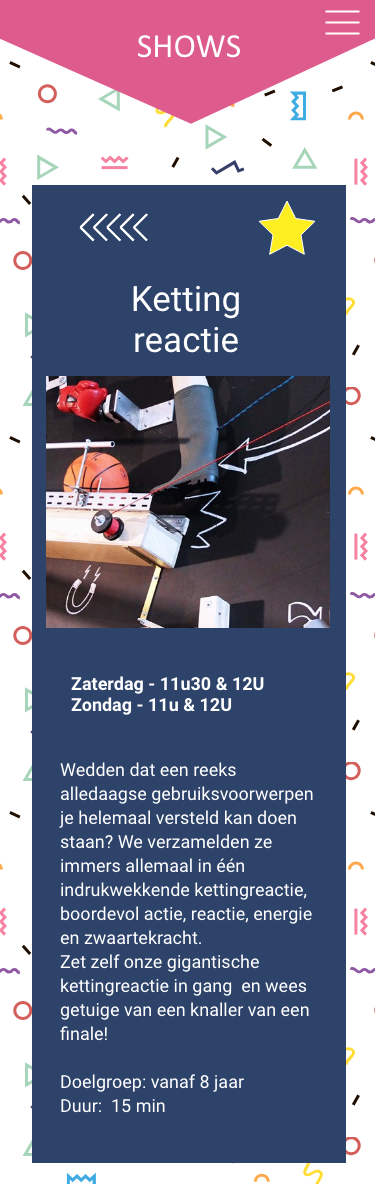 SHOWS
Ketting
reactie
Zaterdag - 11u30 & 12U
Zondag - 11u & 12U
Wedden dat een reeks
alledaagse gebruiksvoorwerpen
je helemaal versteld kan doen
staan? We verzamelden ze
immers allemaal in één
indrukwekkende kettingreactie,
boordevol actie, reactie, energie
en zwaartekracht.
Zet zelf onze gigantische
kettingreactie in gang  en wees
getuige van een knaller van een
finale!
Doelgroep: vanaf 8 jaar
Duur:  15 min